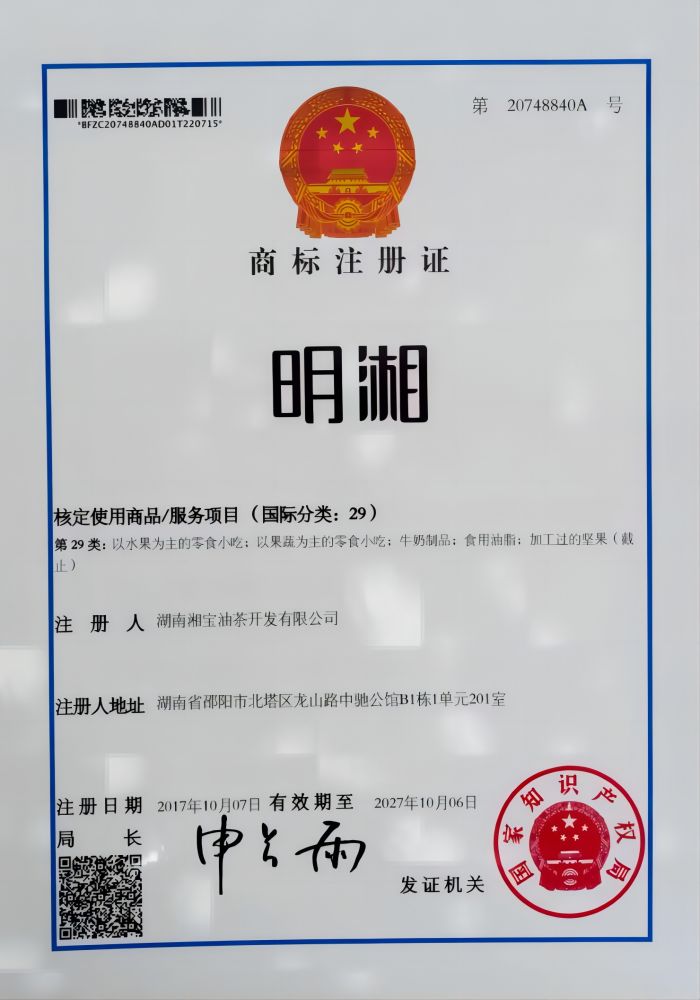 *BFZC20748840AD01T220715*
第 20748840A 号
商标注册证
明湘
核定使用商品/服务项目（国际分类：29）
第 29 类：以水果为主的零食小吃；以果蔬为主的零食小吃；牛奶制品；食用油脂；加工过的坚果（截
止）
注 册 人 湖南湘宝油茶开发有限公司
注册人地址 湖南省邵阳市北塔区龙山路中驰公馆B1栋1单元201室
注册日期 2017年10月07日 有效期至 2027年10月06日
局 长 申长雨
发证机关
国家知识产权局